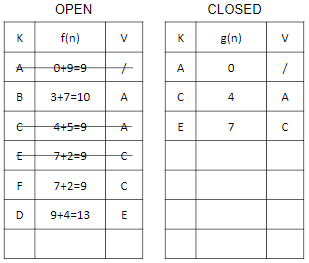 OPEN CLOSED
K f(n) V K g(n) V
A 0+9=9 / A 0 /
B 3+7=10 A C 4 A
C 4+5=9 A E 7 C
E 7+2=9 C
F 7+2=9 C
D 9+4=13 E